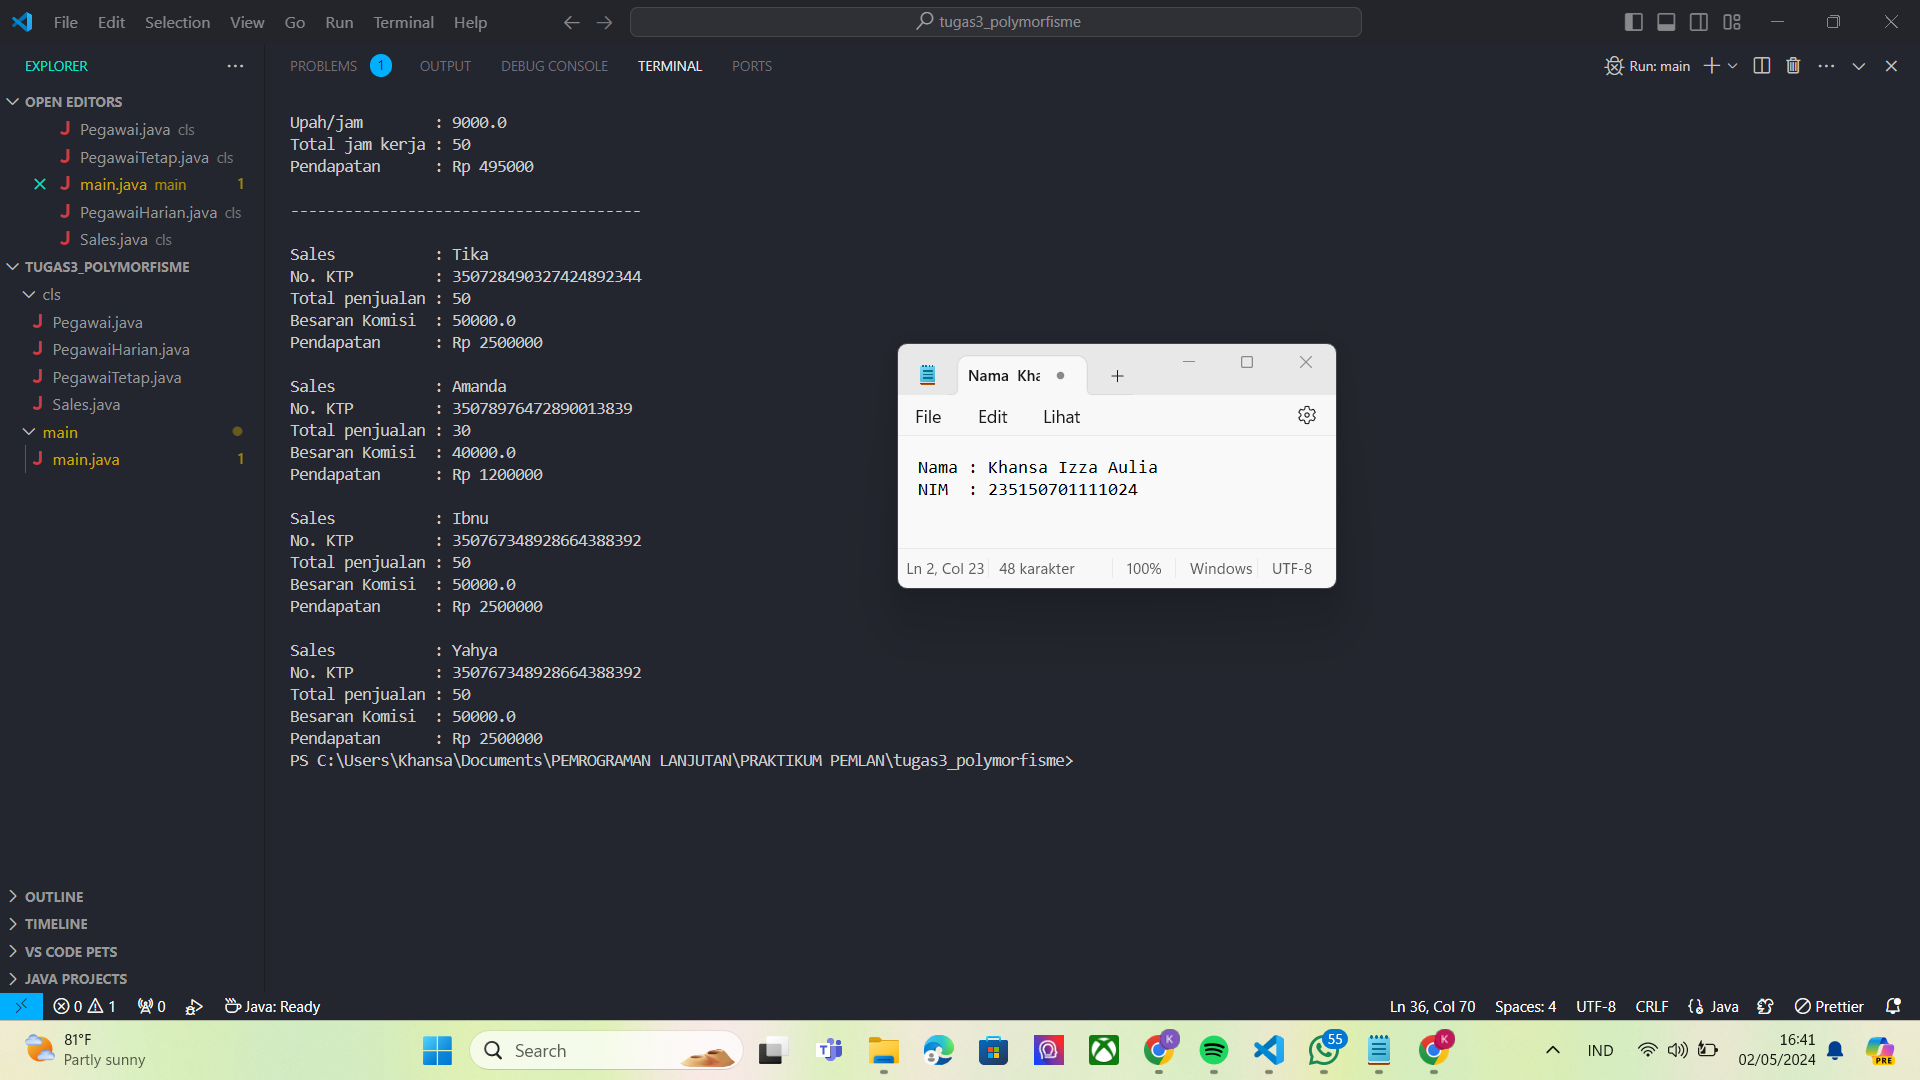 File Edit Selection View Go Run Terminal Help
tugas3_polymorfisme
EXPLORER
PROBLEMS 1 OUTPUT DEBUG CONSOLE TERMINAL PORTS
Run: main
OPEN EDITORS
Pegawai.java cls
PegawaiTetap.java cls
main.java main 1
PegawaiHarian.java cls
Sales.java cls
TUGAS3_POLYMORFISME
cls
Pegawai.java
PegawaiHarian.java
PegawaiTetap.java
Sales.java
main
main.java 1
OUTLINE
TIMELINE
VS CODE PETS
JAVA PROJECTS
Upah/jam : 9000.0
Total jam kerja : 50
Pendapatan : Rp 495000
---------------------------------------
Sales : Tika
No. KTP : 350728490327424892344
Total penjualan : 50
Besaran Komisi : 50000.0
Pendapatan : Rp 2500000
Sales : Amanda
No. KTP : 35078976472890013839
Total penjualan : 30
Besaran Komisi : 40000.0
Pendapatan : Rp 1200000
Sales : Ibnu
No. KTP : 350767348928664388392
Total penjualan : 50
Besaran Komisi : 50000.0
Pendapatan : Rp 2500000
Sales : Yahya
No. KTP : 350767348928664388392
Total penjualan : 50
Besaran Komisi : 50000.0
Pendapatan : Rp 2500000
PS C:\Users\Khansa\Documents\PEMROGRAMAN LANJUTAN\PRAKTIKUM PEMLAN\tugas3_polymorfisme>
Nama Kha
File Edit Lihat
Nama : Khansa Izza Aulia
NIM : 235150701111024
Ln 2, Col 23 48 karakter 100% Windows UTF-8
0 1 0 Java: Ready
Ln 36, Col 70 Spaces: 4 UTF-8 CRLF Java Prettier
81°F
Partly sunny
Search
K
55
K
IND
16:41
02/05/2024
PRE